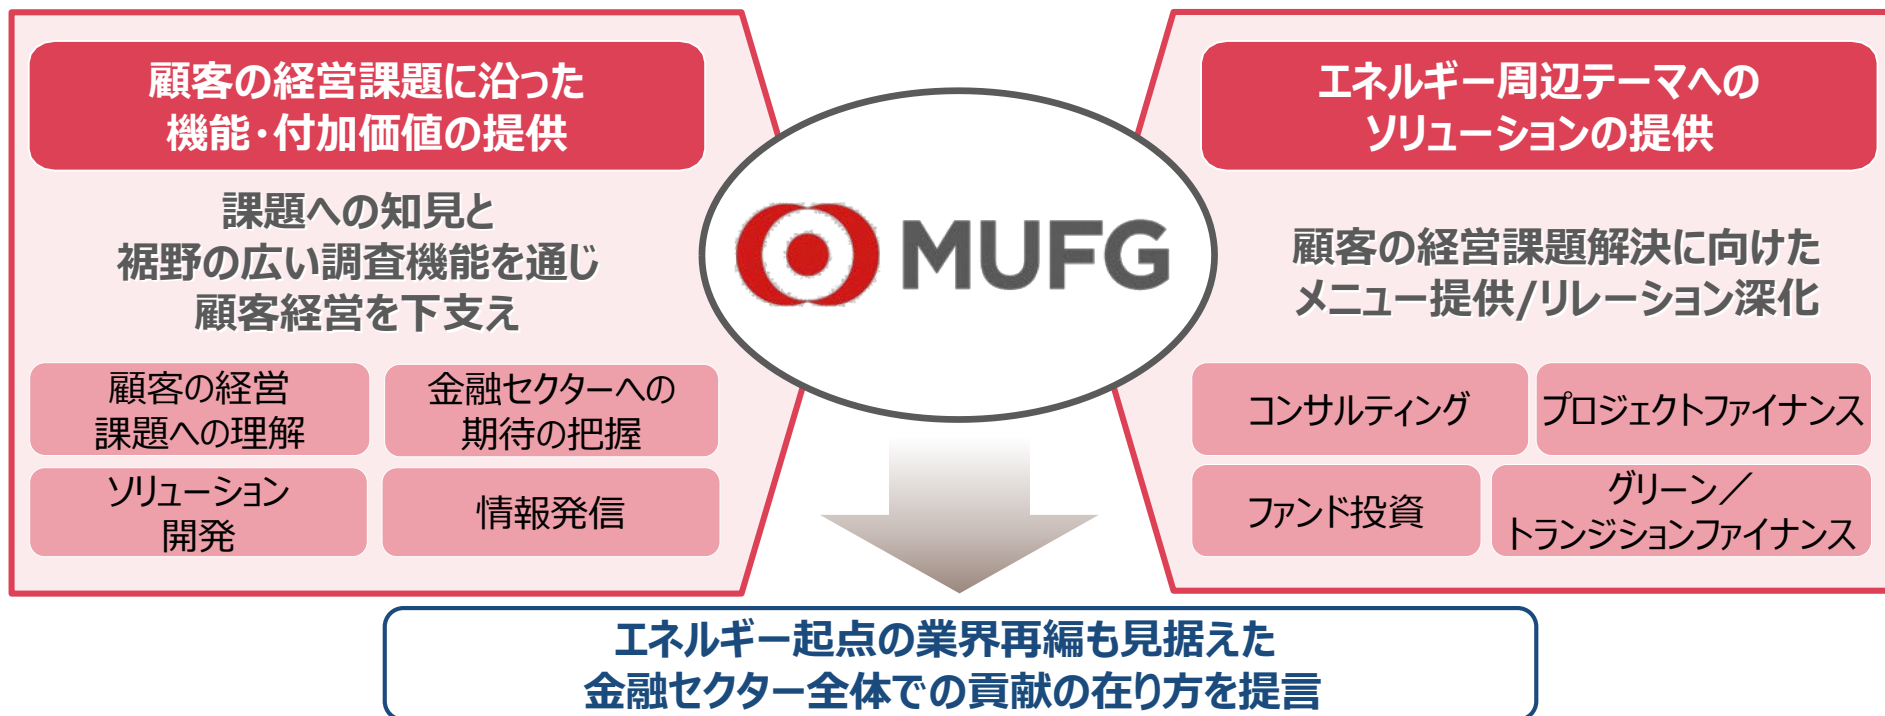 顧客の経営課題に沿った
機能･付加価値の提供
課題への知見と
裾野の広い調査機能を通じ
顧客経営を下支え
顧客の経営
課題への理解
金融セクターへの
期待の把握
ソリューション
開発
情報発信
MUFG
エネルギー周辺テーマへの
ソリューションの提供
顧客の経営課題解決に向けた
メニュー提供/リレーション深化
コンサルティング
プロジェクトファイナンス
ファンド投資
グリーン／
トランジションファイナンス
エネルギー起点の業界再編も見据えた
金融セクター全体での貢献の在り方を提言